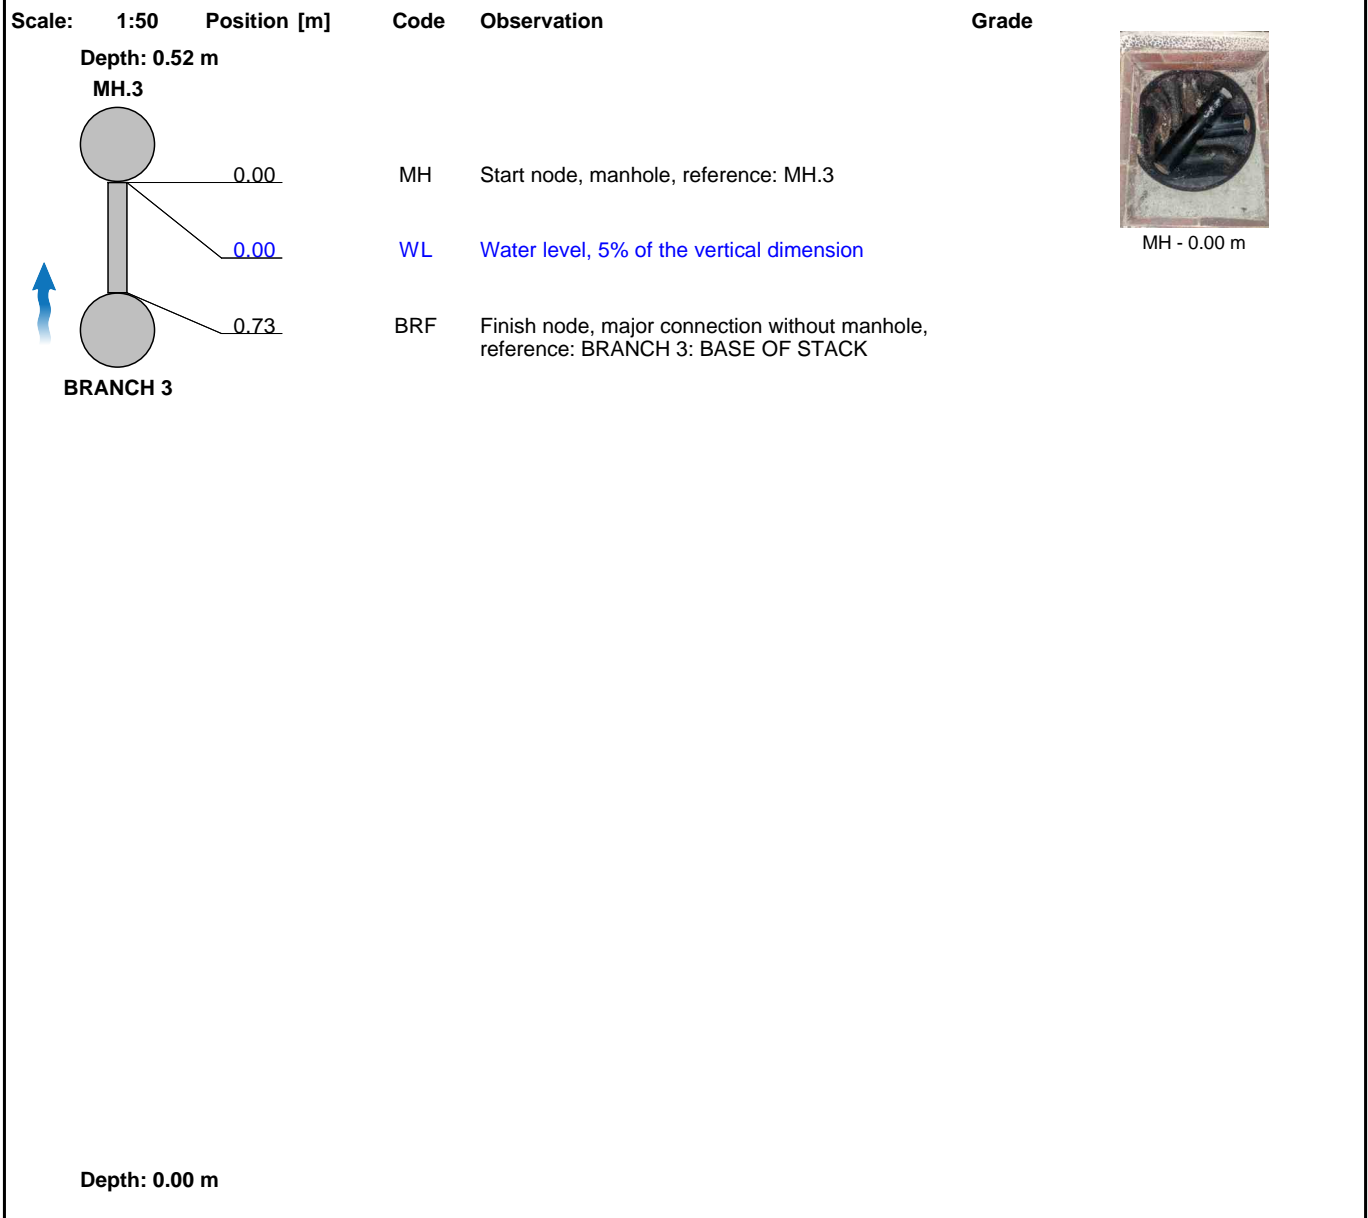 Scale: 1:50 Position [m] Code Observation Grade
Depth: 0.52 m
MH.3
0.00 MH Start node, manhole, reference: MH.3
0.00 WL Water level, 5% of the vertical dimension
MH - 0.00 m
0.73 BRF Finish node, major connection without manhole,
reference: BRANCH 3: BASE OF STACK
BRANCH 3
Depth: 0.00 m